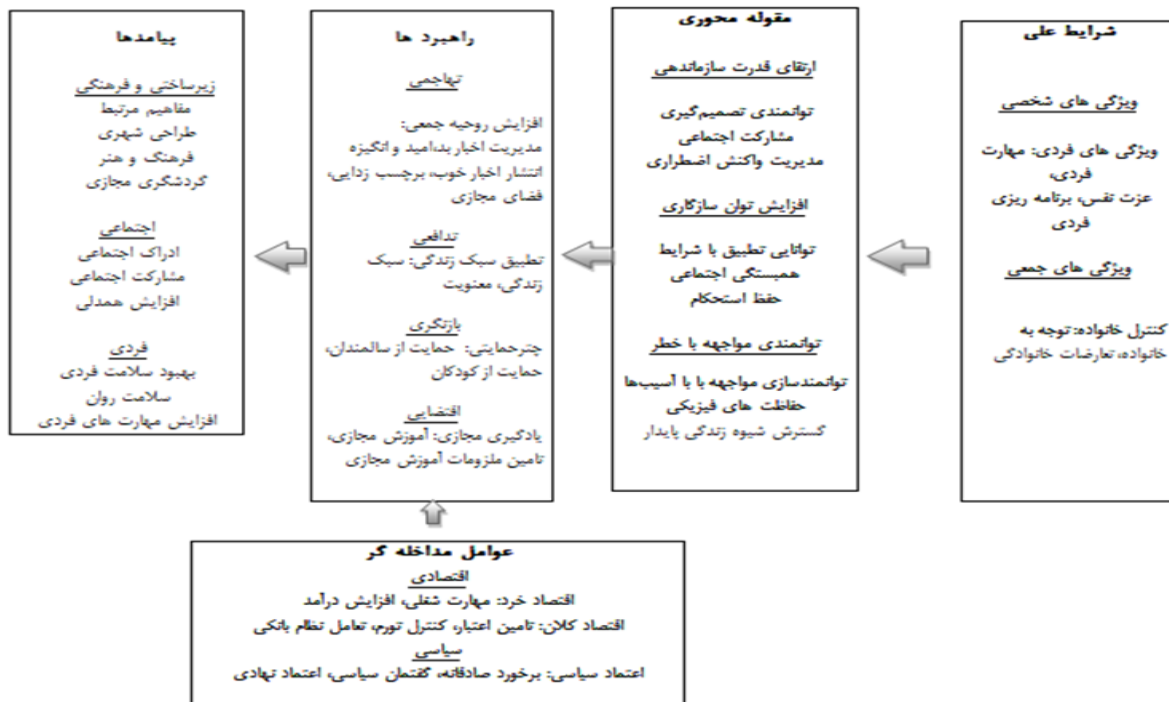 شرایط علی
ویژگی های شخصی
ویژگی های فردی: مهارت
فردی،
عزت نفس، برنامه ریزی
فردی
ویژگی های جمعی
کنترل خانواده: توجه به
خانواده، تعارضات خانوادگی
مقوله محوری
ارتقای قدرت سازماندهی
توانمندی تصمیم‌گیری
مشارکت اجتماعی
مدیریت واکنش اضطراری
افزایش توان سازگاری
توانایی تطبیق با شرایط
همبستگی اجتماعی
حفظ استحکام
توانمندی مواجهه با خطر
توانمندسازی مواجهه با با آسیب‌ها
حفاظت های فیزیکی
گسترش شیوه زندگی پایدار
راهبرد ها
تهاجمی
افزایش روحیه جمعی:
مدیریت اخبار بد،امید و انگیزه
انتشار اخبار خوب، برچسب زدایی،
فضای مجازی
تدافعی
تطبیق سبک زندگی: سبک
زندگی، معنویت
بازنگری
چترحمایتی: حمایت از سالمندان،
حمایت از کودکان
اقتضایی
یادگیری مجازی: آموزش مجازی،
تامین ملزومات آموزش مجازی
پیامدها
زیرساختی و فرهنگی
مفاهیم مرتبط
طراحی شهری
فرهنگ و هنر
گردشگری مجازی
اجتماعی
ادراک اجتماعی
مشارکت اجتماعی
افزایش همدلی
فردی
بهبود سلامت فردی
سلامت روان
افزایش مهارت های فردی
عوامل مداخله گر
اقتصادی
اقتصاد خرد: مهارت شغلی، افزایش درآمد
اقتصاد کلان: تامین اعتبار، کنترل تورم، تعامل نظام بانکی
سیاسی
اعتماد سیاسی: برخورد صادقانه، گفتمان سیاسی، اعتماد نهادی